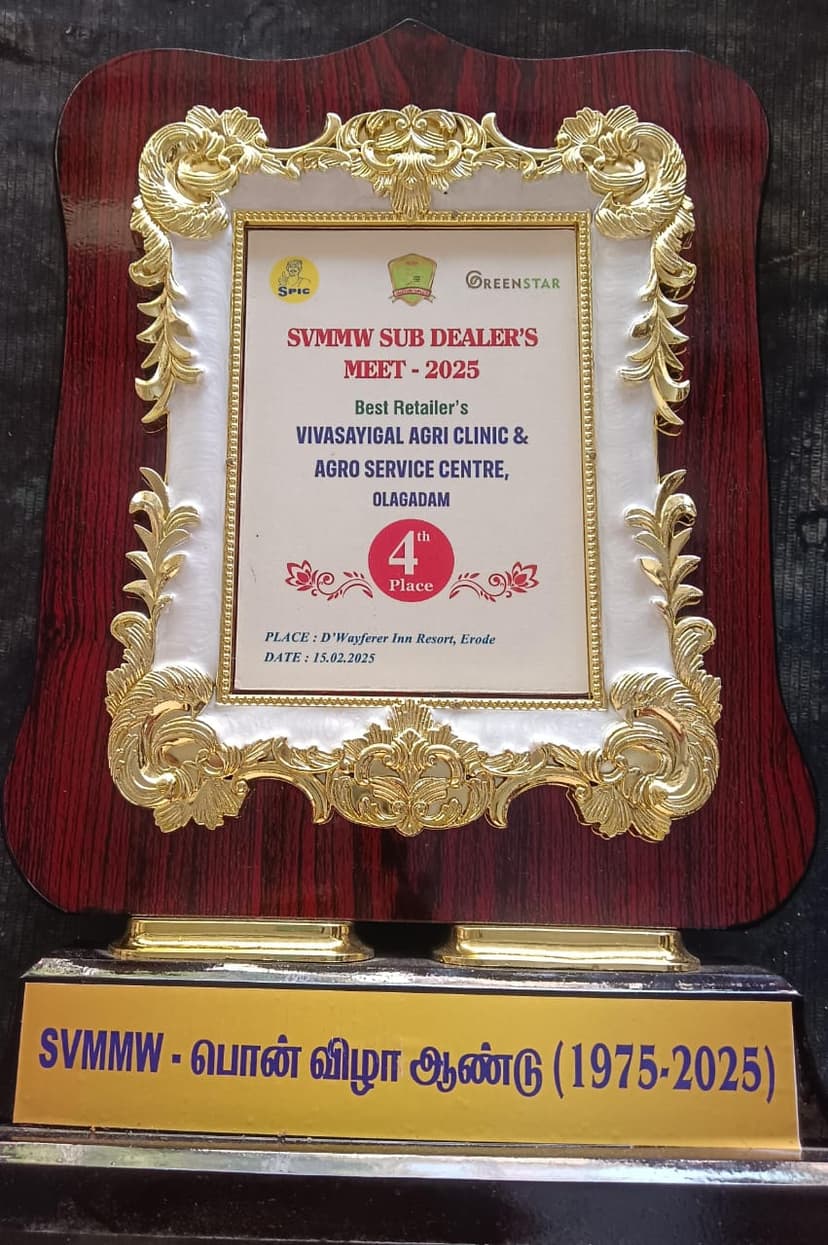 SPIC
GREENSTAR
SVMMW SUB DEALER'S
MEET - 2025
Best Retailer's
VIVASAYIGAL AGRI CLINIC &
AGRO SERVICE CENTRE,
OLAGADAM
4th
Place
PLACE : D'Wayferer Inn Resort, Erode
DATE : 15.02.2025
SVMMW - பொன் விழா ஆண்டு (1975-2025)